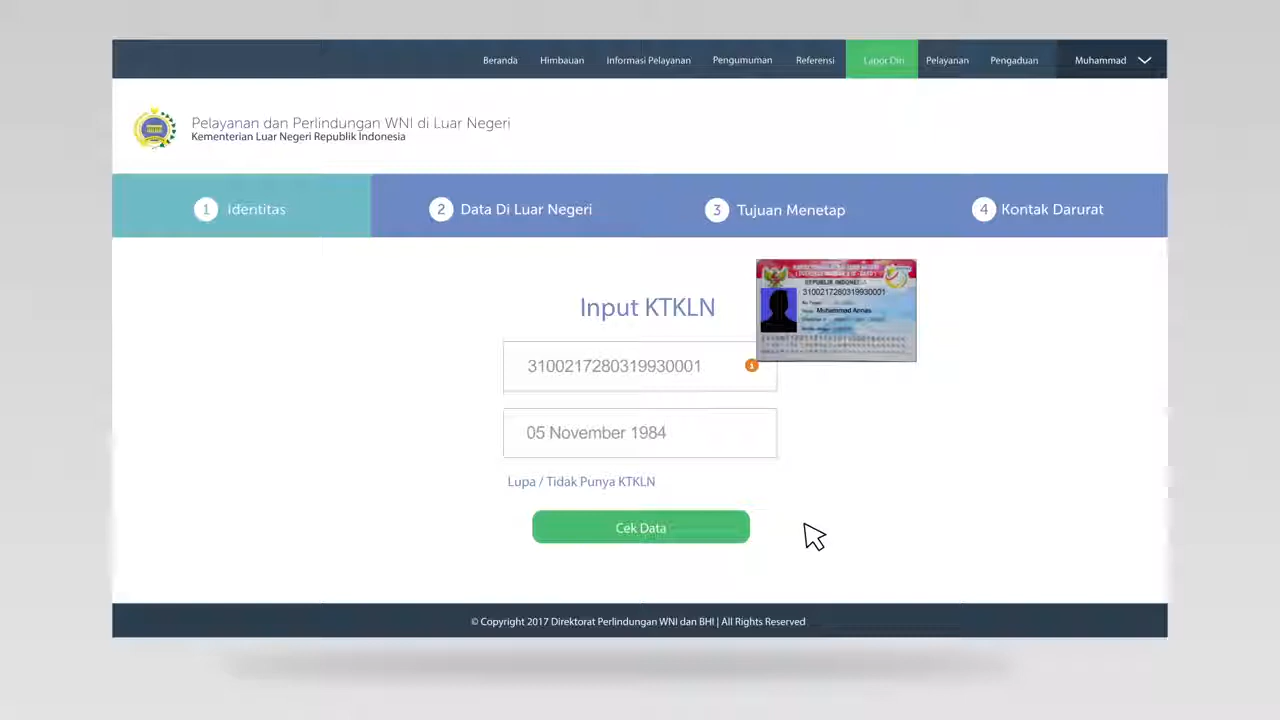 Beranda Himbauan Informasi Pelayanan Pengumuman Referensi Lapor Diri Pelayanan Pengaduan Muhammad
Pelayanan dan Perlindungan WNI di Luar Negeri
Kementerian Luar Negeri Republik Indonesia
1 Identitas 2 Data Di Luar Negeri 3 Tujuan Menetap 4 Kontak Darurat
REPUBLIK INDONESIA
3100217280319930001
Muhammad Annas
Input KTKLN
3100217280319930001
05 November 1984
Lupa / Tidak Punya KTKLN
Cek Data
© Copyright 2017 Direktorat Perlindungan WNI dan BHI | All Rights Reserved